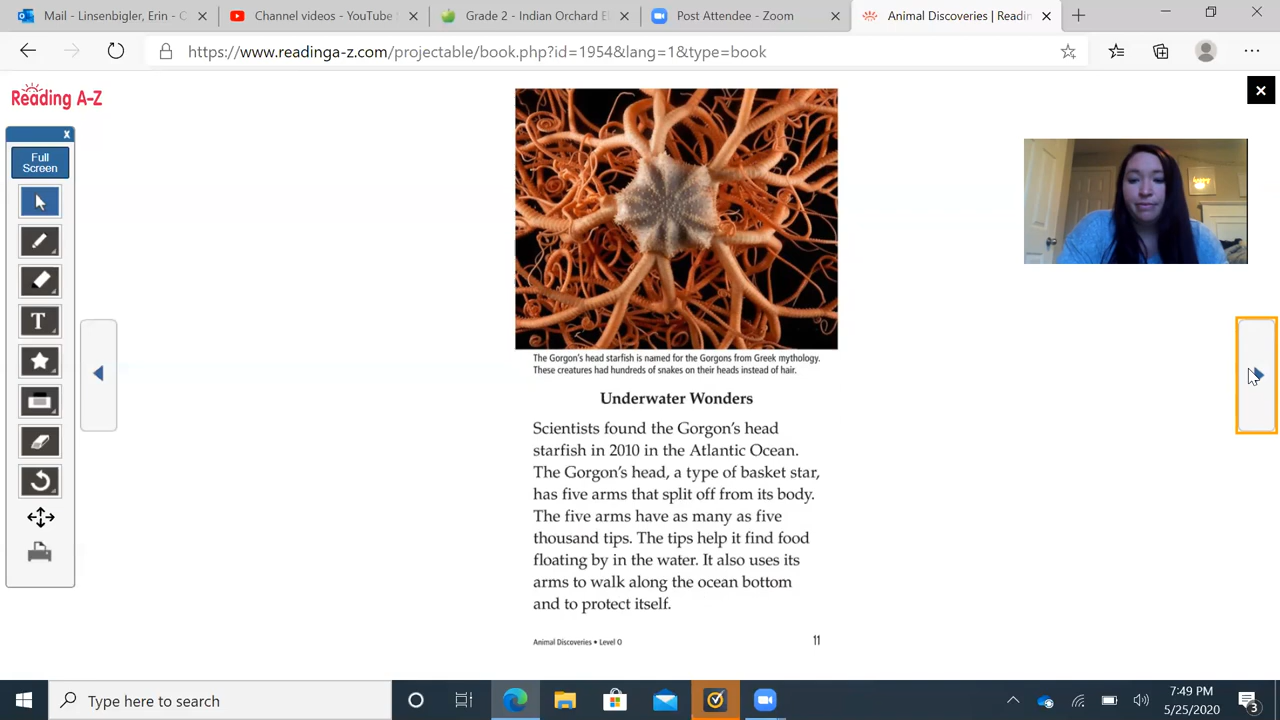 Mail - Linsenbigler, Erin - C
Channel videos - YouTube
Grade 2 - Indian Orchard El
Post Attendee - Zoom
Animal Discoveries | Readin
https://www.readinga-z.com/projectable/book.php?id=1954&lang=1&type=book
Reading A-Z
x
Full
Screen
T
The Gorgon's head starfish is named for the Gorgons from Greek mythology.
These creatures had hundreds of snakes on their heads instead of hair.
Underwater Wonders
Scientists found the Gorgon's head
starfish in 2010 in the Atlantic Ocean.
The Gorgon's head, a type of basket star,
has five arms that split off from its body.
The five arms have as many as five
thousand tips. The tips help it find food
floating by in the water. It also uses its
arms to walk along the ocean bottom
and to protect itself.
Animal Discoveries • Level O
11
Type here to search
7:49 PM
5/25/2020
3